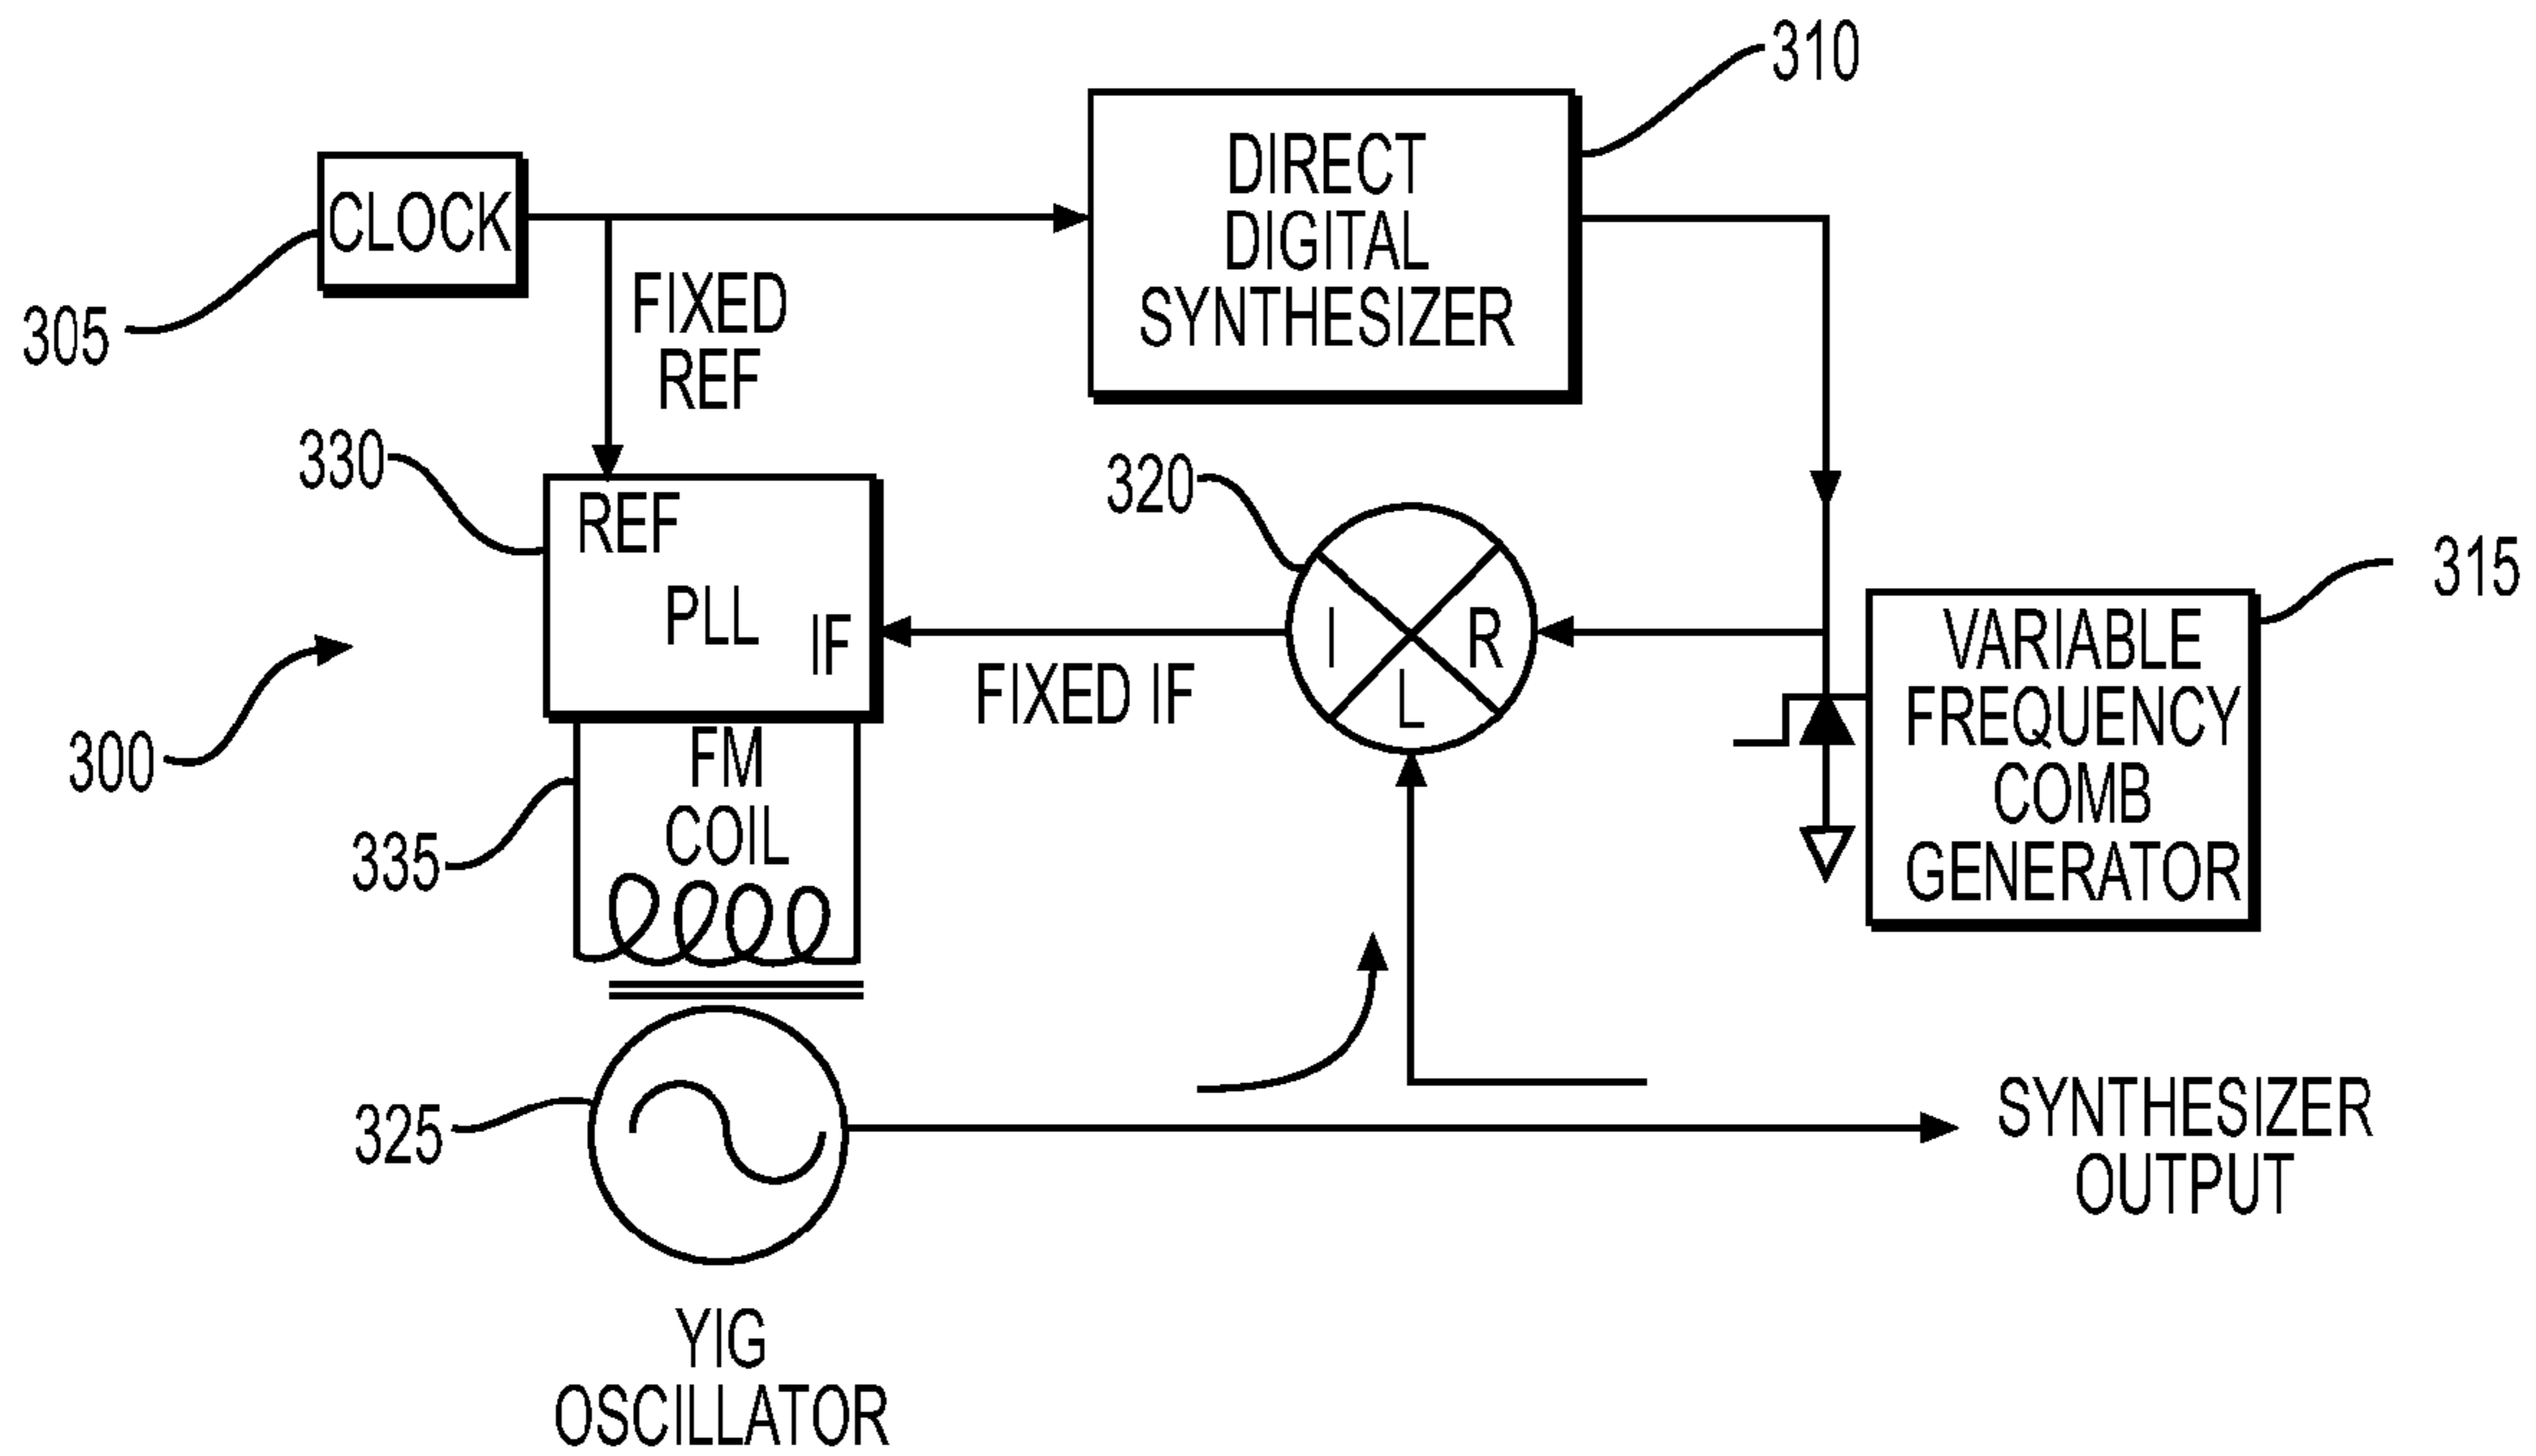 310
DIRECT
DIGITAL
SYNTHESIZER
CLOCK
305
FIXED
REF
330
REF
PLL
IF
320
I
R
L
FIXED IF
315
VARIABLE
FREQUENCY
COMB
GENERATOR
300
FM
COIL
335
325
SYNTHESIZER
OUTPUT
YIG
OSCILLATOR